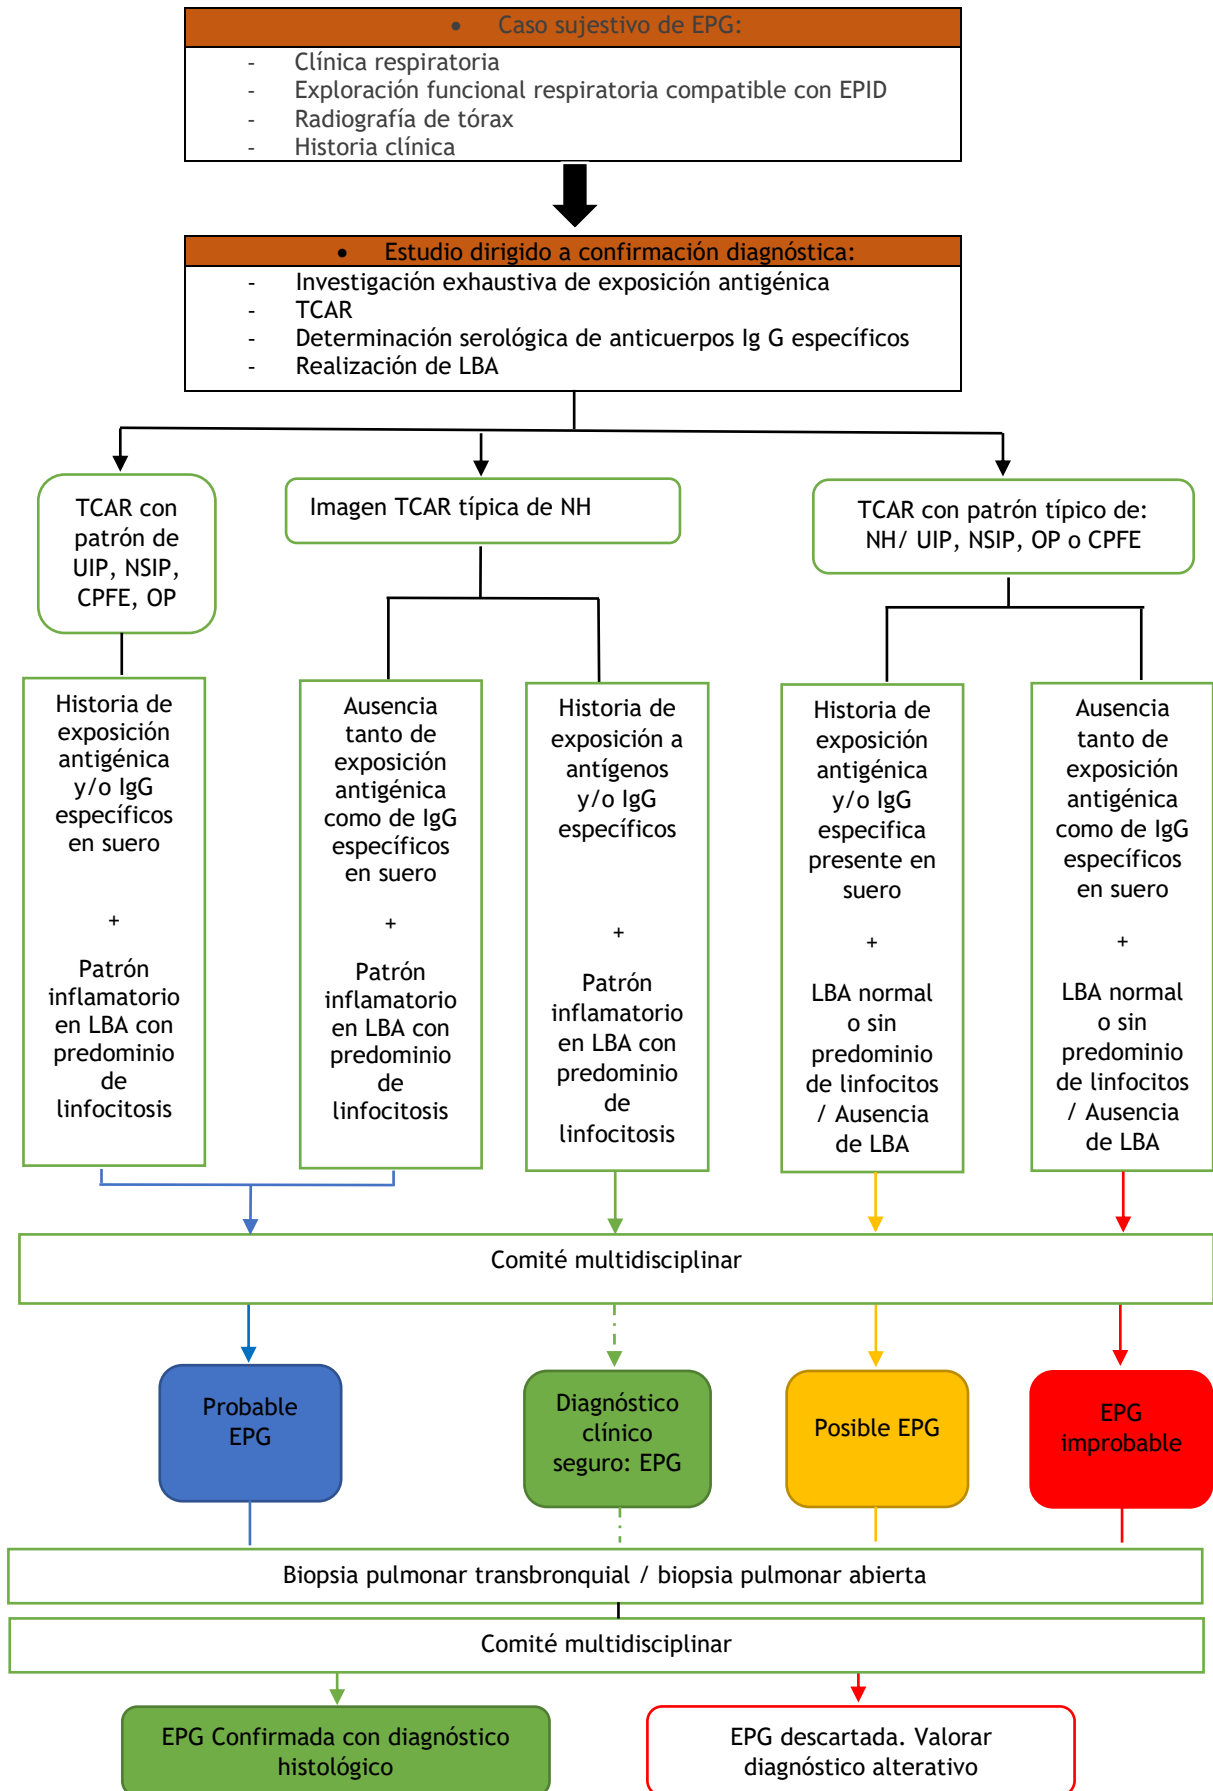 • Caso sujestivo de EPG:
- Clínica respiratoria
- Exploración funcional respiratoria compatible con EPID
- Radiografía de tórax
- Historia clínica
• Estudio dirigido a confirmación diagnóstica:
- Investigación exhaustiva de exposición antigénica
- TCAR
- Determinación serológica de anticuerpos Ig G específicos
- Realización de LBA
TCAR con
patrón de
UIP, NSIP,
CPFE, OP
Imagen TCAR típica de NH
TCAR con patrón típico de:
NH/ UIP, NSIP, OP o CPFE
Historia de
exposición
antigénica
y/o IgG
específicos
en suero
+
Patrón
inflamatorio
en LBA con
predominio
de
linfocitosis
Ausencia
tanto de
exposición
antigénica
como de IgG
específicos
en suero
+
Patrón
inflamatorio
en LBA con
predominio
de
linfocitosis
Historia de
exposición a
antígenos
y/o IgG
específicos
+
Patrón
inflamatorio
en LBA con
predominio
de
linfocitosis
Historia de
exposición
antigénica
y/o IgG
especifica
presente en
suero
+
LBA normal
o sin
predominio
de linfocitos
/ Ausencia
de LBA
Ausencia
tanto de
exposición
antigénica
como de IgG
específicos
en suero
+
LBA normal
o sin
predominio
de linfocitos
/ Ausencia
de LBA
Comité multidisciplinar
Probable
EPG
Diagnóstico
clínico
seguro: EPG
Posible EPG
EPG
improbable
Biopsia pulmonar transbronquial / biopsia pulmonar abierta
Comité multidisciplinar
EPG Confirmada con diagnóstico
histológico
EPG descartada. Valorar
diagnóstico alterativo